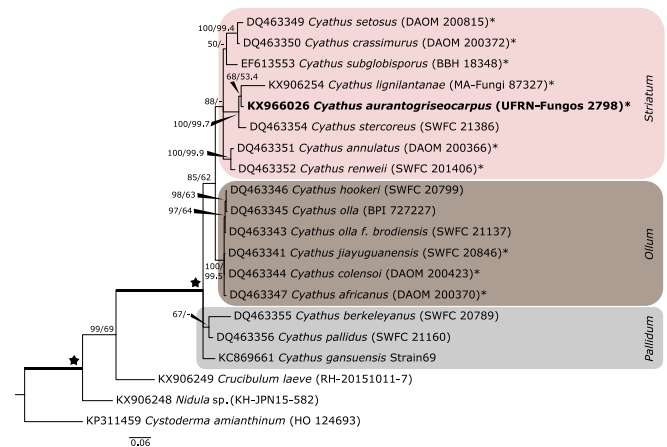 100/99.4
DQ463349 Cyathus setosus (DAOM 200815)*
50/-
DQ463350 Cyathus crassimurus (DAOM 200372)*
EF613553 Cyathus subglobisporus (BBH 18348)*
68/53.4
KX906254 Cyathus lignilantanae (MA-Fungi 87327)*
88/-
KX966026 Cyathus aurantogriseocarpus (UFRN-Fungos 2798)*
100/99.7
DQ463354 Cyathus stercoreus (SWFC 21386)
DQ463351 Cyathus annulatus (DAOM 200366)*
100/99.9
DQ463352 Cyathus renweii (SWFC 201406)*
Striatum
85/62
DQ463346 Cyathus hookeri (SWFC 20799)
98/63
DQ463345 Cyathus olla (BPI 727227)
97/64
DQ463343 Cyathus olla f. brodiensis (SWFC 21137)
DQ463341 Cyathus jiayuguanensis (SWFC 20846)*
100/
99.5
DQ463344 Cyathus colensoi (DAOM 200423)*
DQ463347 Cyathus africanus (DAOM 200370)*
Ollum
67/-
DQ463355 Cyathus berkeleyanus (SWFC 20789)
DQ463356 Cyathus pallidus (SWFC 21160)
KC869661 Cyathus gansuensis Strain69
Pallidum
99/69
KX906249 Crucibulum laeve (RH-20151011-7)
KX906248 Nidula sp.(KH-JPN15-582)
KP311459 Cystoderma amianthinum (HO 124693)
0.06